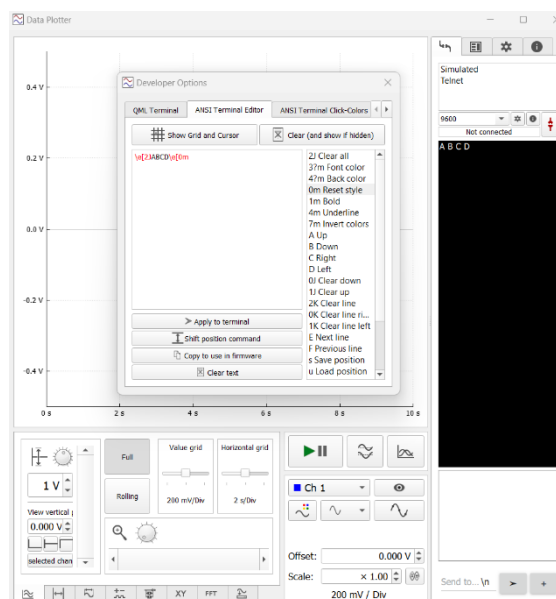 Data Plotter
Simulated
Telnet
9600
Not connected
A B C D
0.4 V
0.2 V
0.0 V
-0.2 V
-0.4 V
0 s 2 s 4 s 6 s 8 s 10 s
Developer Options
QML Terminal ANSI Terminal Editor ANSI Terminal Click-Colors
Show Grid and Cursor Clear (and show if hidden)
\e[2JABCD\e[0m
2J Clear all
3?m Font color
4?m Back color
0m Reset style
1m Bold
4m Underline
7m Invert colors
A Up
B Down
C Right
D Left
0J Clear down
1J Clear up
2K Clear line
0K Clear line ri...
1K Clear line left
E Next line
F Previous line
s Save position
u Load position
Apply to terminal
Shift position command
Copy to use in firmware
Clear text
1 V
View vertical
0.000 V
selected chan
Full
Rolling
Value grid
200 mV/Div
Horizontal grid
2 s/Div
XY FFT
Ch 1
Offset: 0.000 V
Scale: × 1.00
200 mV / Div
Send to... \n